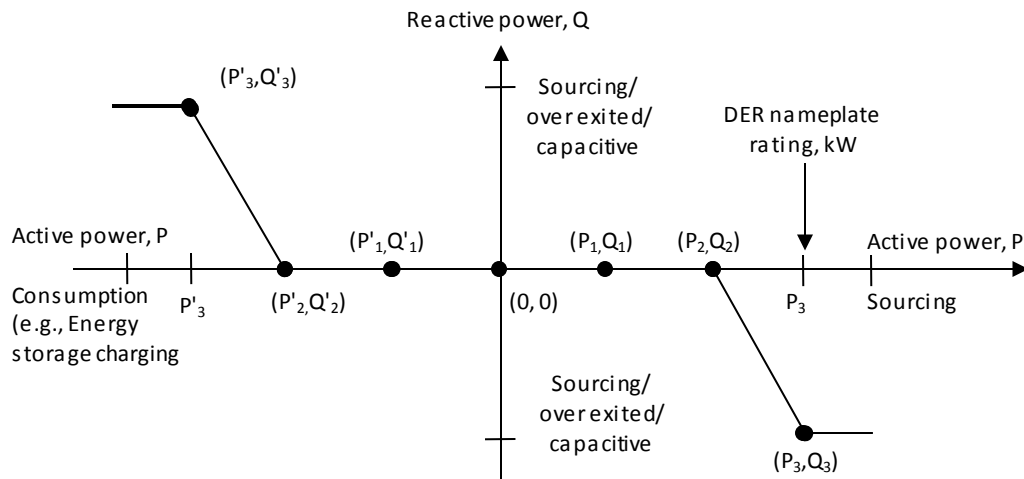 Reactive power, Q
(P'3,Q'3)
Sourcing/
over exited/
capacitive
DER nameplate
rating, kW
Active power, P
(P'1,Q'1)
(P1,Q1)
(P2,Q2)
Active power, P
Consumption
(e.g., Energy
storage charging
P'3
(P'2,Q'2)
(0, 0)
P3
Sourcing
Sourcing/
over exited/
capacitive
(P3,Q3)